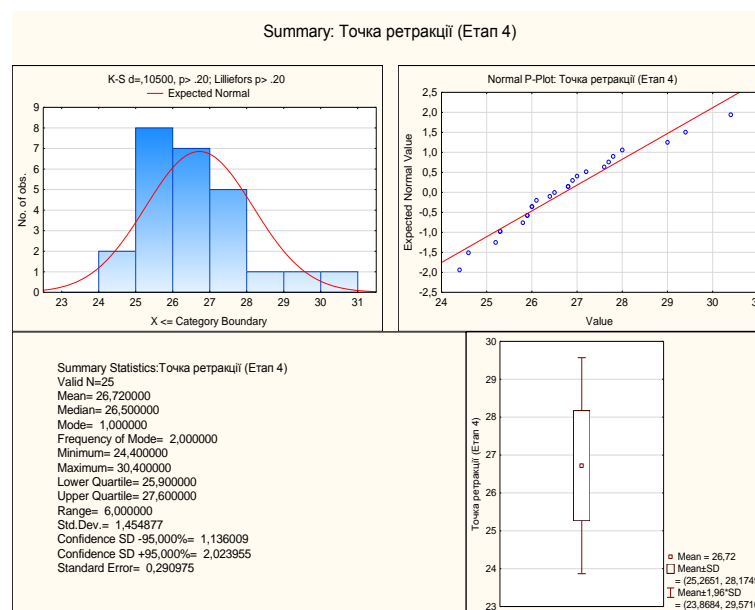 Summary: Точка ретракції (Етап 4)
K-S d=,10500, p> .20; Lilliefors p> .20
Expected Normal
9
8
7
6
5
4
3
2
1
0
No. of obs.
23 24 25 26 27 28 29 30 31
X <= Category Boundary
Normal P-Plot: Точка ретракції (Етап 4)
2,5
2,0
1,5
1,0
0,5
0,0
-0,5
-1,0
-1,5
-2,0
-2,5
Expected Normal Value
24 25 26 27 28 29 30
Value
Summary Statistics:Точка ретракції (Етап 4)
Valid N=25
Mean= 26,720000
Median= 26,500000
Mode= 1,000000
Frequency of Mode= 2,000000
Minimum= 24,400000
Maximum= 30,400000
Lower Quartile= 25,900000
Upper Quartile= 27,600000
Range= 6,000000
Std.Dev.= 1,454877
Confidence SD -95,000%= 1,136009
Confidence SD +95,000%= 2,023955
Standard Error= 0,290975
30
29
28
27
26
25
24
23
Точка ретракції (Етап 4)
Mean = 26,72
Mean±SD
= (25,2651, 28,1749
Mean±1,96*SD
= (23,8684, 29,5716